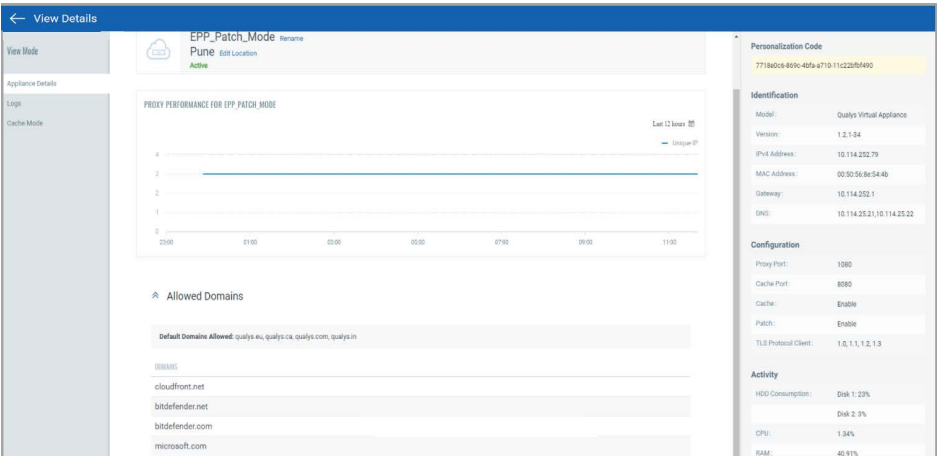 View Details
View Mode
Appliance Details
Logs
Cache Mode
EPP_Patch_Mode Rename
Pune Edit Location
Active
PROXY PERFORMANCE FOR EPP_PATCH_MODE
Last 12 hours
Unique IP
4
3
2
1
0
23:00 01:00 03:00 05:00 07:00 09:00 11:00
Allowed Domains
Default Domains Allowed: qualys.eu, qualys.ca, qualys.com, qualys.in
DOMAINS
cloudfront.net
bitdefender.net
bitdefender.com
microsoft.com
Personalization Code
7718a0c6-869c-4bfa-a710-11c22bfbf490
Identification
Model: Qualys Virtual Appliance
Version: 1.2.1-34
IPv4 Address: 10.114.252.79
MAC Address: 00:50:56:8e:54:4b
Gateway: 10.114.252.1
DNS: 10.114.25.21,10.114.25.22
Configuration
Proxy Port: 1080
Cache Port: 8080
Cache: Enable
Patch: Enable
TLS Protocol Client: 1.0, 1.1, 1.2, 1.3
Activity
HDD Consumption: Disk 1: 23%
Disk 2: 3%
CPU: 1.34%
RAM: 40.91%